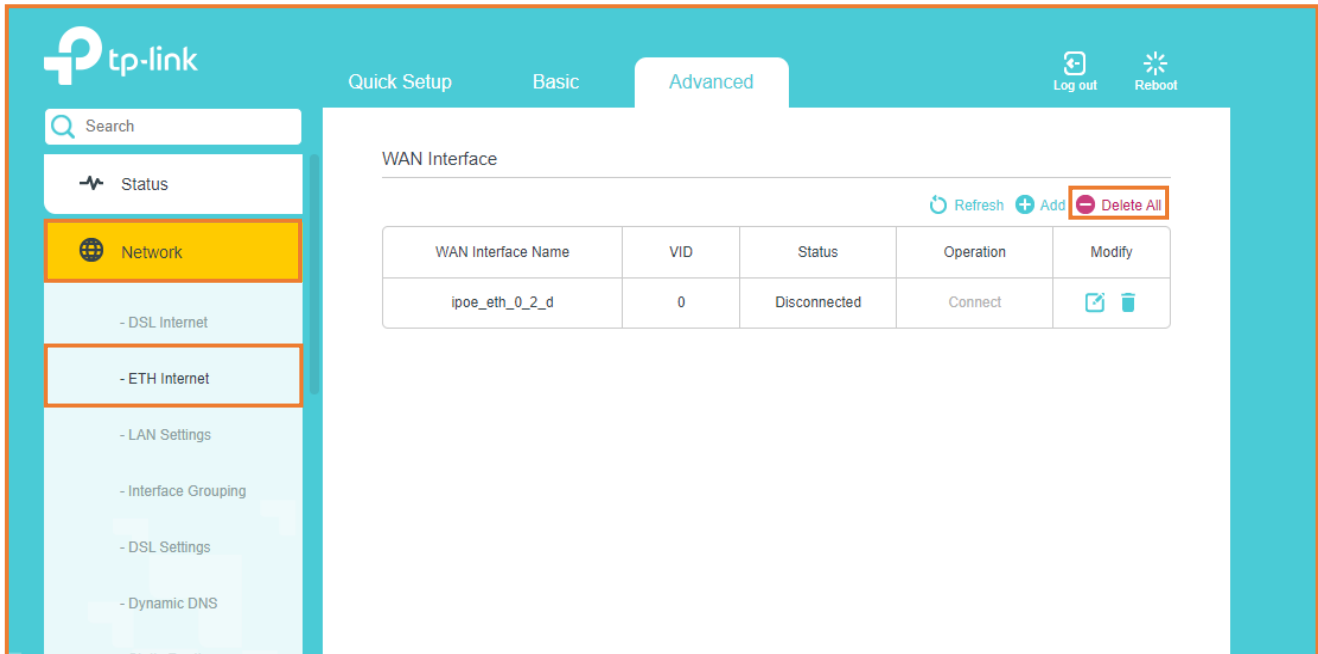 tp-link
Quick Setup Basic Advanced Log out Reboot
Search
Status
Network
- DSL Internet
- ETH Internet
- LAN Settings
- Interface Grouping
- DSL Settings
- Dynamic DNS
WAN Interface
Refresh Add Delete All
WAN Interface Name VID Status Operation Modify
ipoe_eth_0_2_d 0 Disconnected Connect